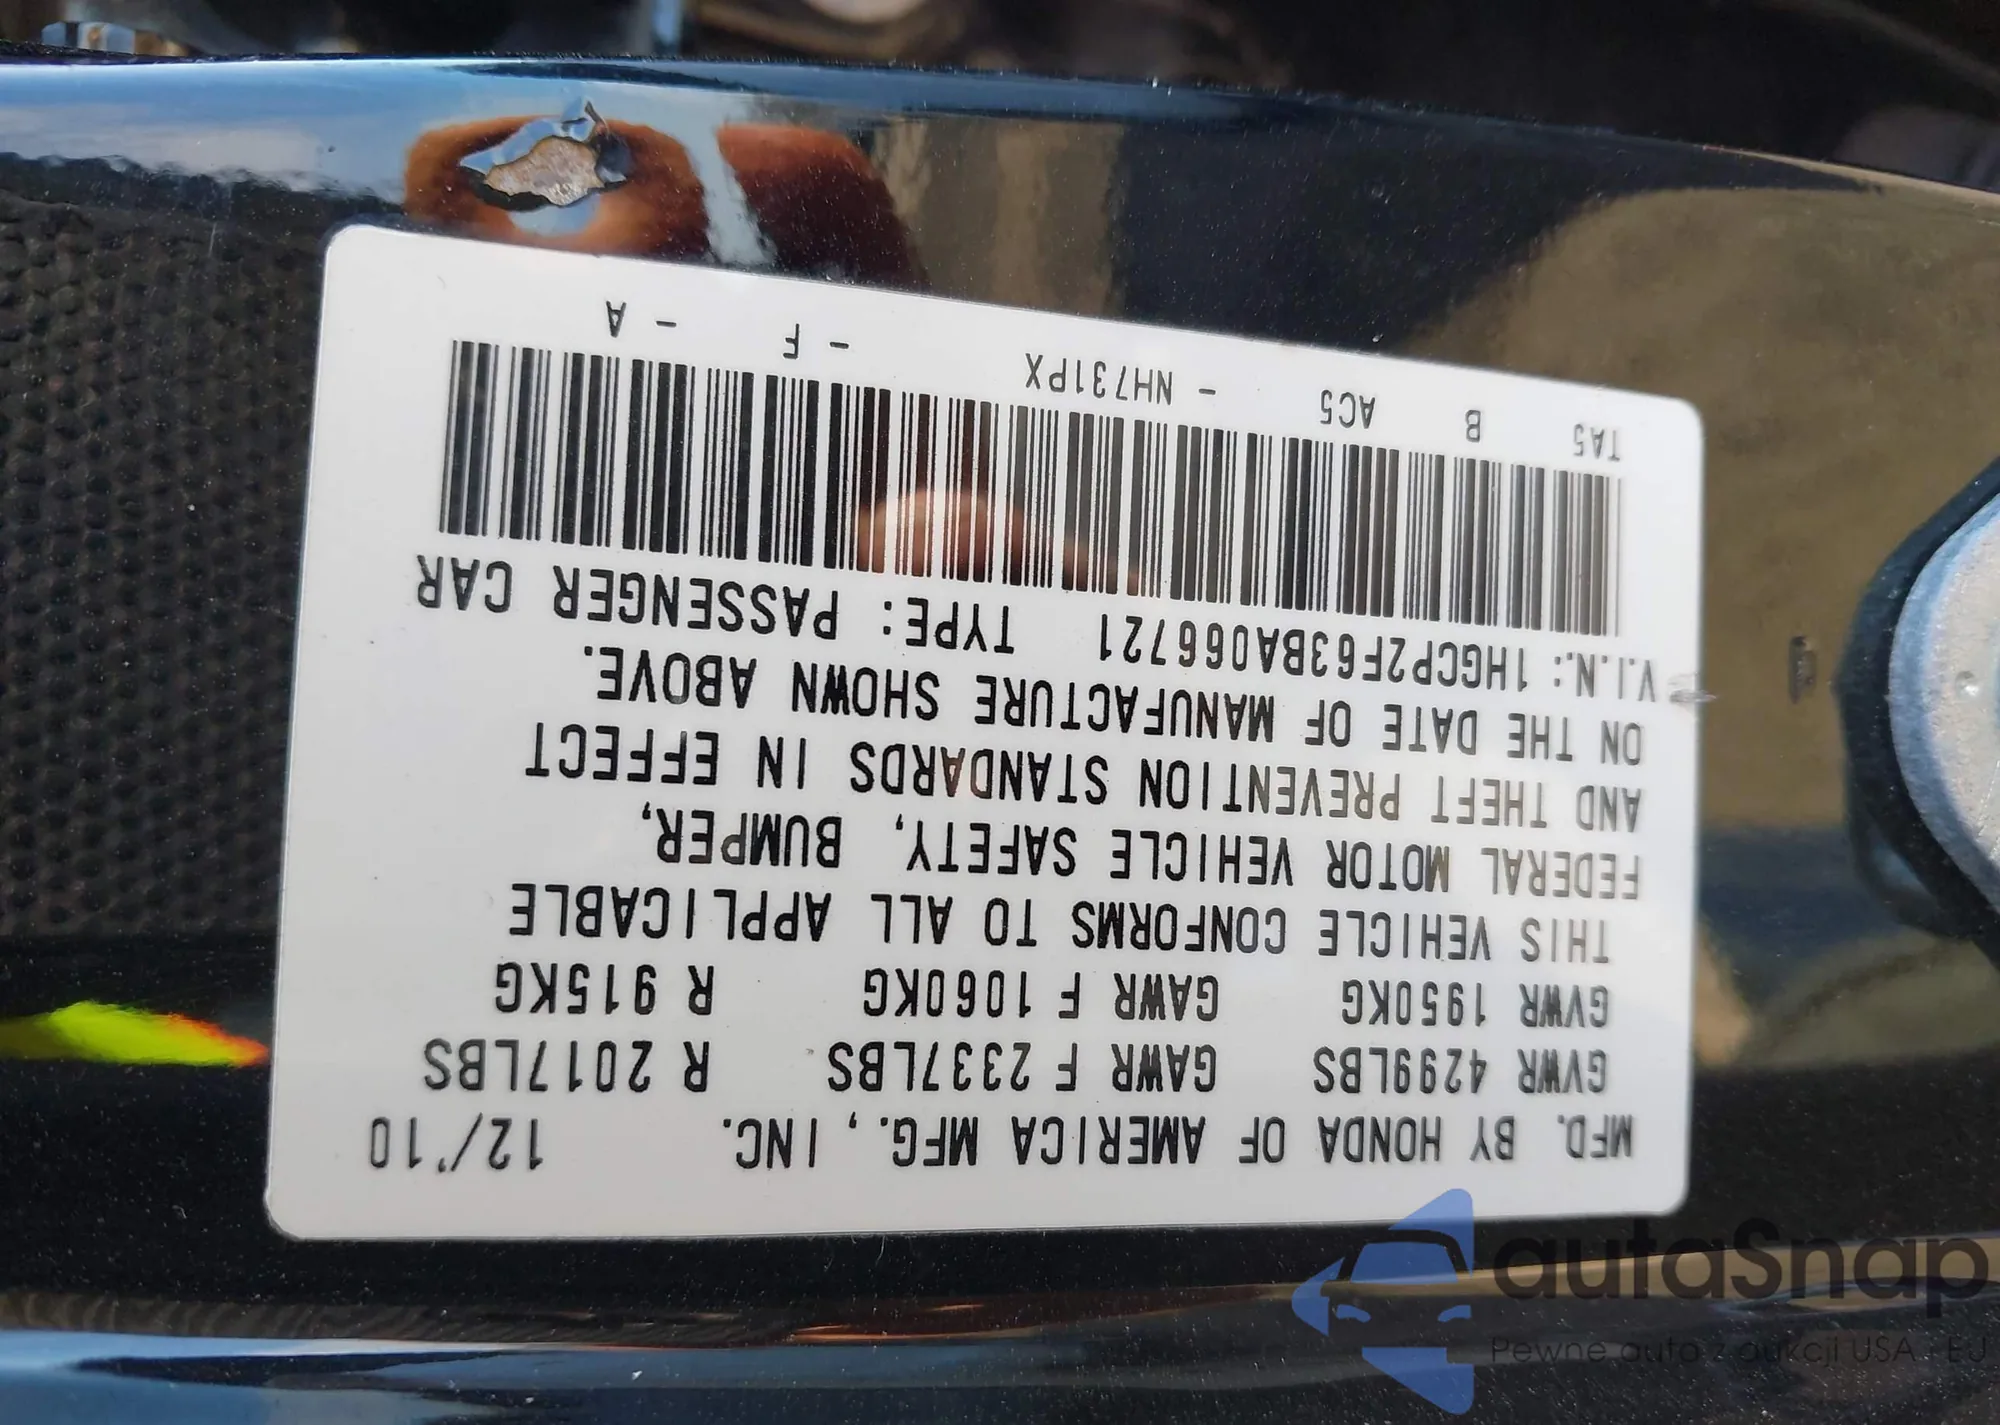 MFD. BY HONDA OF AMERICA MFG., INC. 12/'10
GVWR 4299LBS GAWR F 2337LBS R 2017LBS
GVWR 1950KG GAWR F 1060KG R 915KG
THIS VEHICLE CONFORMS TO ALL APPLICABLE
FEDERAL MOTOR VEHICLE SAFETY, BUMPER,
AND THEFT PREVENTION STANDARDS IN EFFECT
ON THE DATE OF MANUFACTURE SHOWN ABOVE.
V.I.N.: 1HGCP2F63BA066721 TYPE: PASSENGER CAR
TA5 B AC5 - NH731PX - F - A
autaSnap
Pewne auto z aukcji USA i EU